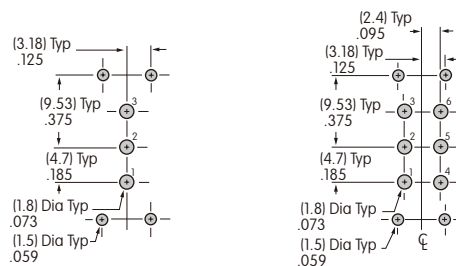 (3.18) Typ
.125
(9.53) Typ
.375
(4.7) Typ
.185
(1.8) Dia Typ
.073
(1.5) Dia Typ
.059
3
2
1
(2.4) Typ
.095
(3.18) Typ
.125
(9.53) Typ
.375
(4.7) Typ
.185
(1.8) Dia Typ
.073
(1.5) Dia Typ
.059
3 6
2 5
1 4
℄